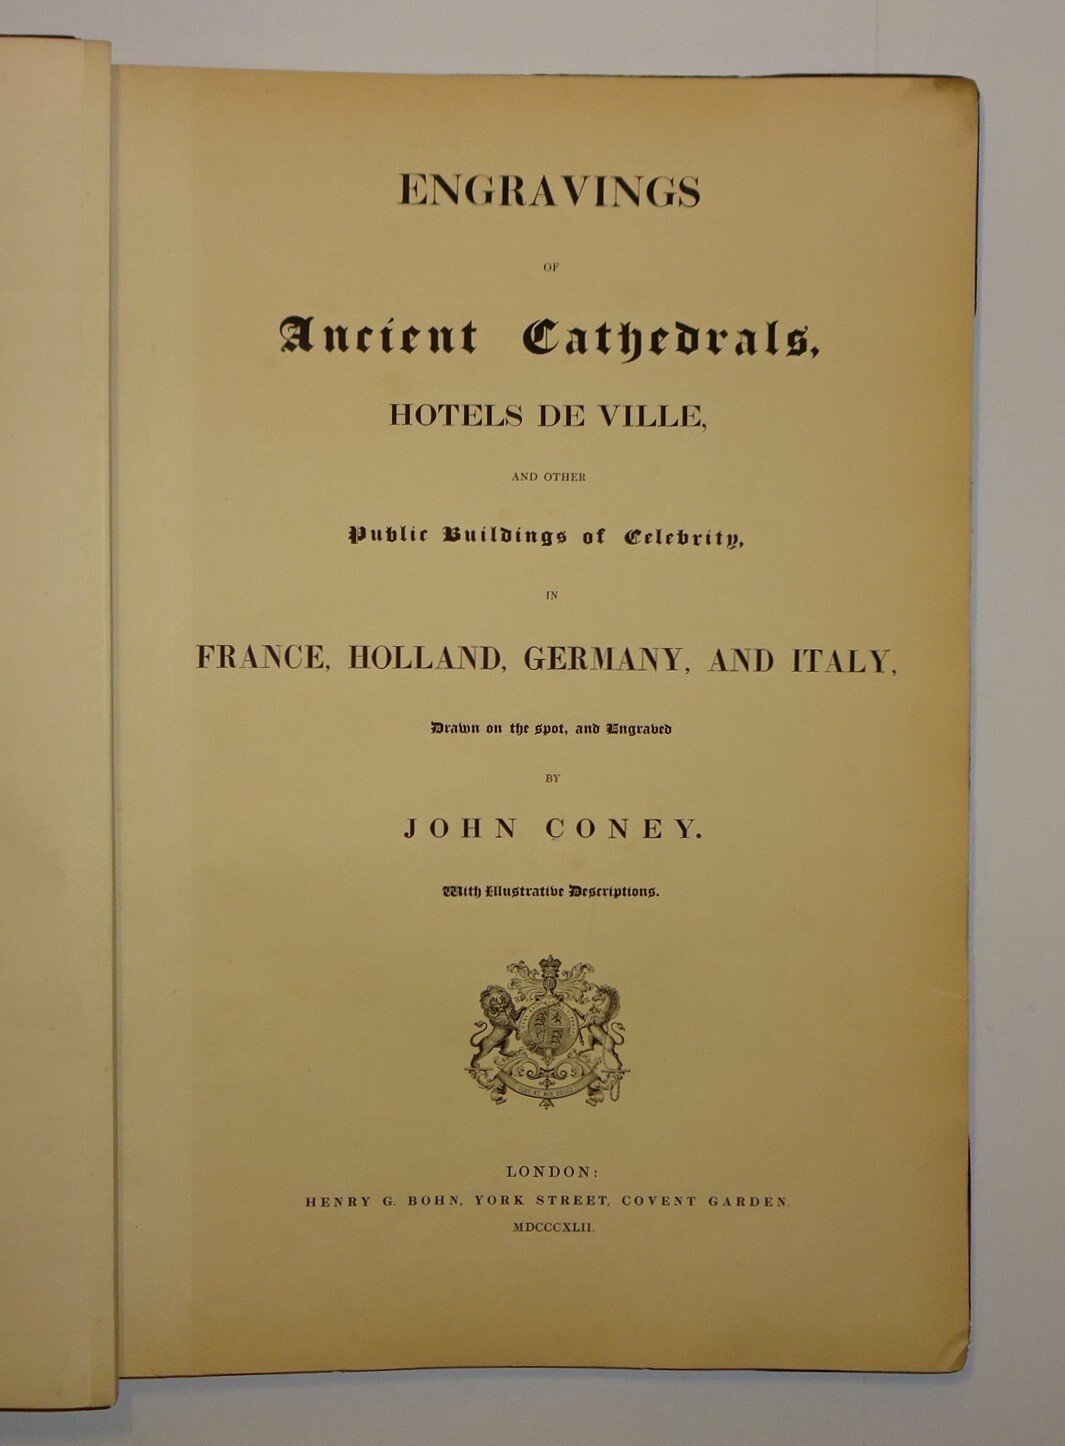 ENGRAVINGS
OF
Ancient Cathedrals,
HOTELS DE VILLE,
AND OTHER
Public Buildings of Celebrity,
IN
FRANCE, HOLLAND, GERMANY, AND ITALY,
Drawn on the spot, and Engraved
BY
JOHN CONEY.
With Illustrative Descriptions.
LONDON:
HENRY G. BOHN, YORK STREET, COVENT GARDEN.
MDCCCXLII.